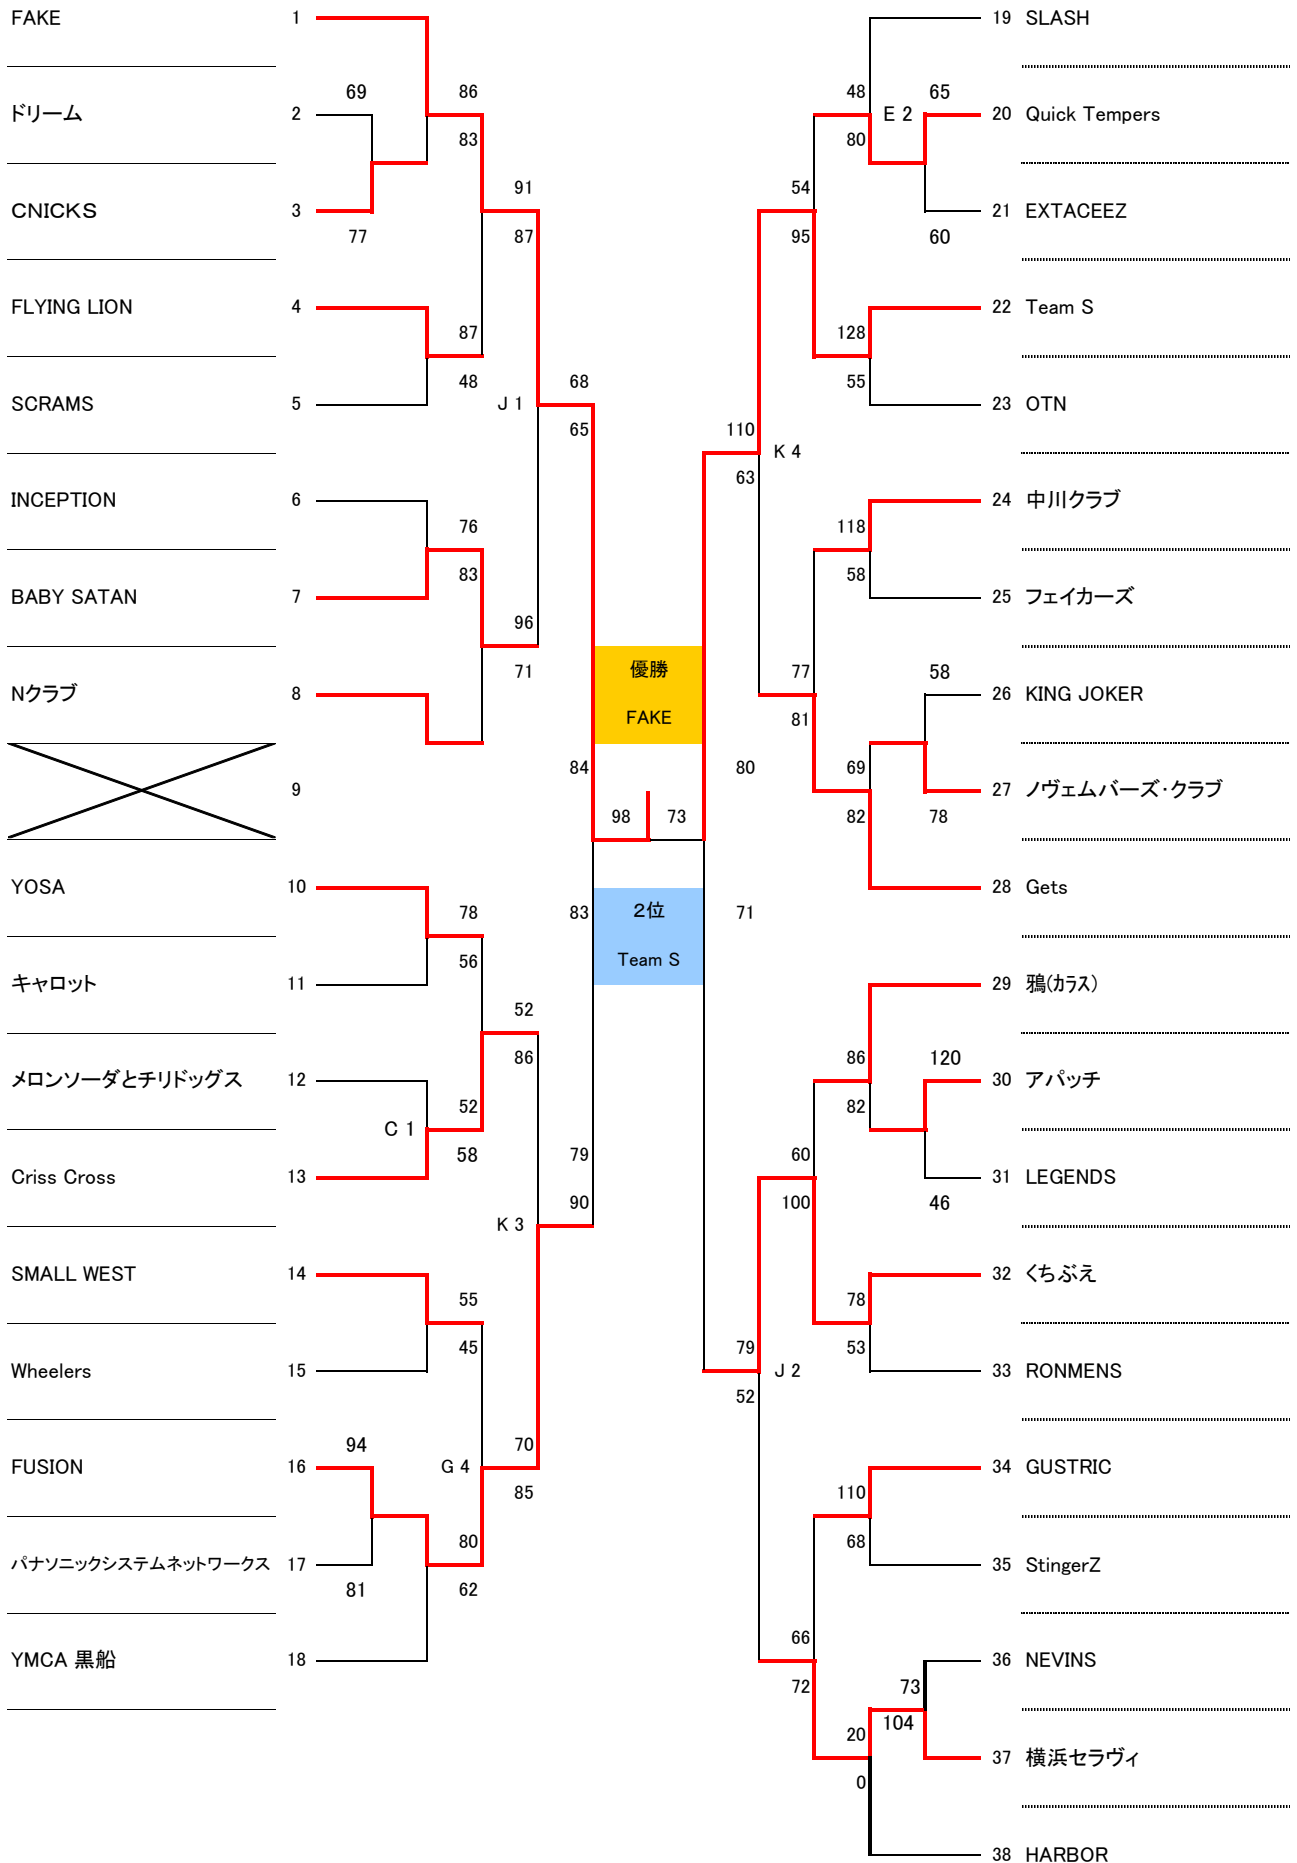 FAKE 1
69 86
ドリーム 2
83
91
CNICKS 3
77 87
FLYING LION 4
87
48 68
SCRAMS 5 J 1
65
INCEPTION 6
76
83
BABY SATAN 7
96
71
Nクラブ 8
84
9
YOSA 10
78 83
56
キャロット 11
52
86
メロンソーダとチリドッグス 12
52
C 1
58 79
Criss Cross 13
90
K 3
SMALL WEST 14
55
45
Wheelers 15
94 70
FUSION 16 G 4
85
80
パナソニックシステムネットワークス 17
81 62
YMCA 黒船 18
優勝
FAKE
98 73
2位
Team S
19 SLASH
48 65
E 2 20 Quick Tempers
80
54
21 EXTACEEZ
95 60
22 Team S
128
55
23 OTN
110
K 4
63
24 中川クラブ
118
58
25 フェイカーズ
77 58
26 KING JOKER
81
80 69
27 ノヴェムバーズ・クラブ
82 78
28 Gets
71
29 鴉(カラス)
86 120
30 アパッチ
82
60
31 LEGENDS
100 46
32 くちぶえ
78
79 53
J 2 33 RONMENS
52
34 GUSTRIC
110
68
35 StingerZ
66
36 NEVINS
72 73
104
20
37 横浜セラヴィ
0
38 HARBOR